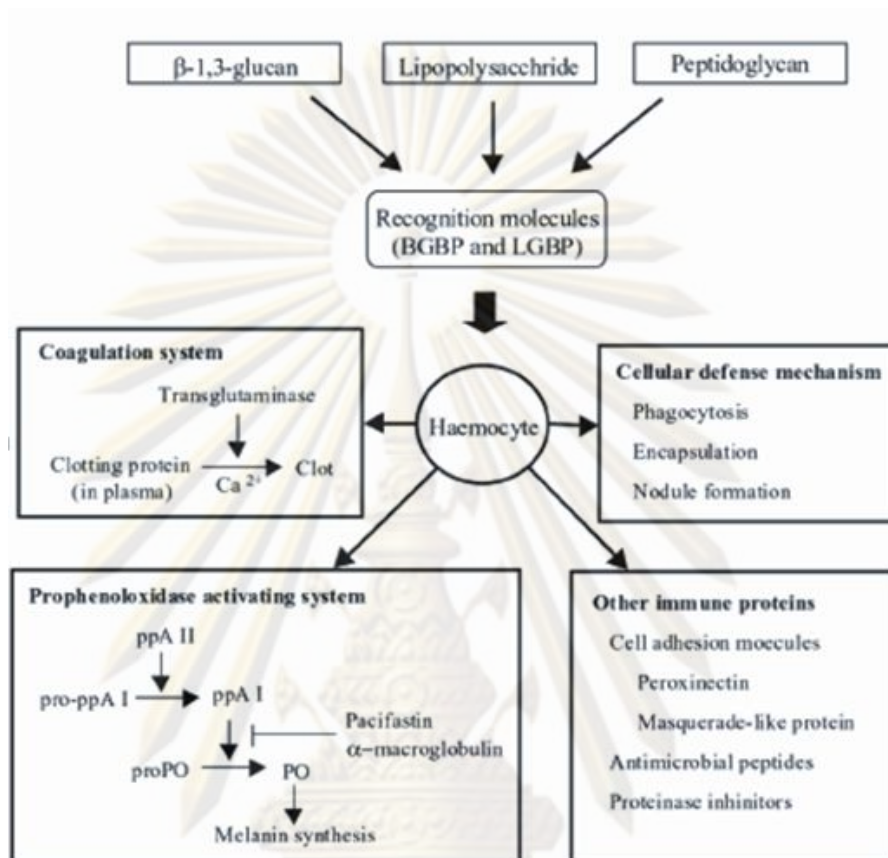 β-1,3-glucan
Lipopolysacchride
Peptidoglycan
Recognition molecules
(BGBP and LGBP)
Coagulation system
Transglutaminase
Clotting protein
(in plasma)
Ca 2+
Clot
Haemocyte
Cellular defense mechanism
Phagocytosis
Encapsulation
Nodule formation
Prophenoloxidase activating system
ppA II
pro-ppA I
ppA I
Pacifastin
α-macroglobulin
proPO
PO
Melanin synthesis
Other immune proteins
Cell adhesion moecules
Peroxinectin
Masquerade-like protein
Antimicrobial peptides
Proteinase inhinitors